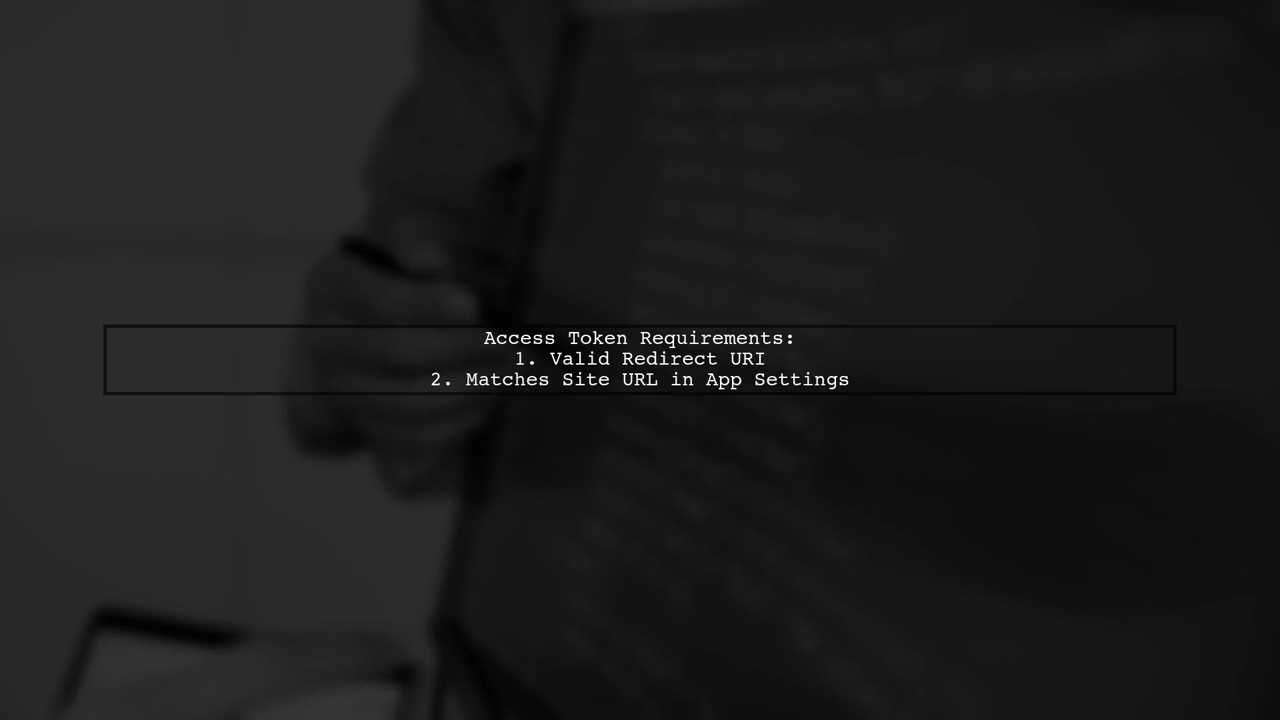 Access Token Requirements:
1. Valid Redirect URI
2. Matches Site URL in App Settings